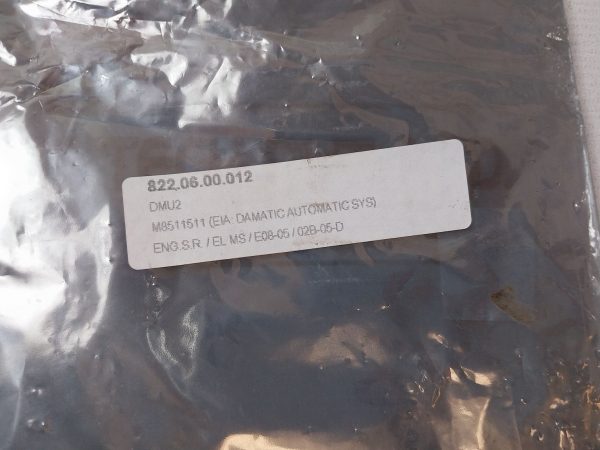 822.06.00.012
DMU2
M8511511 (EIA: DAMATIC AUTOMATIC SYS)
ENG.S.R. / EL MS / E08-05 / 02B-05-D